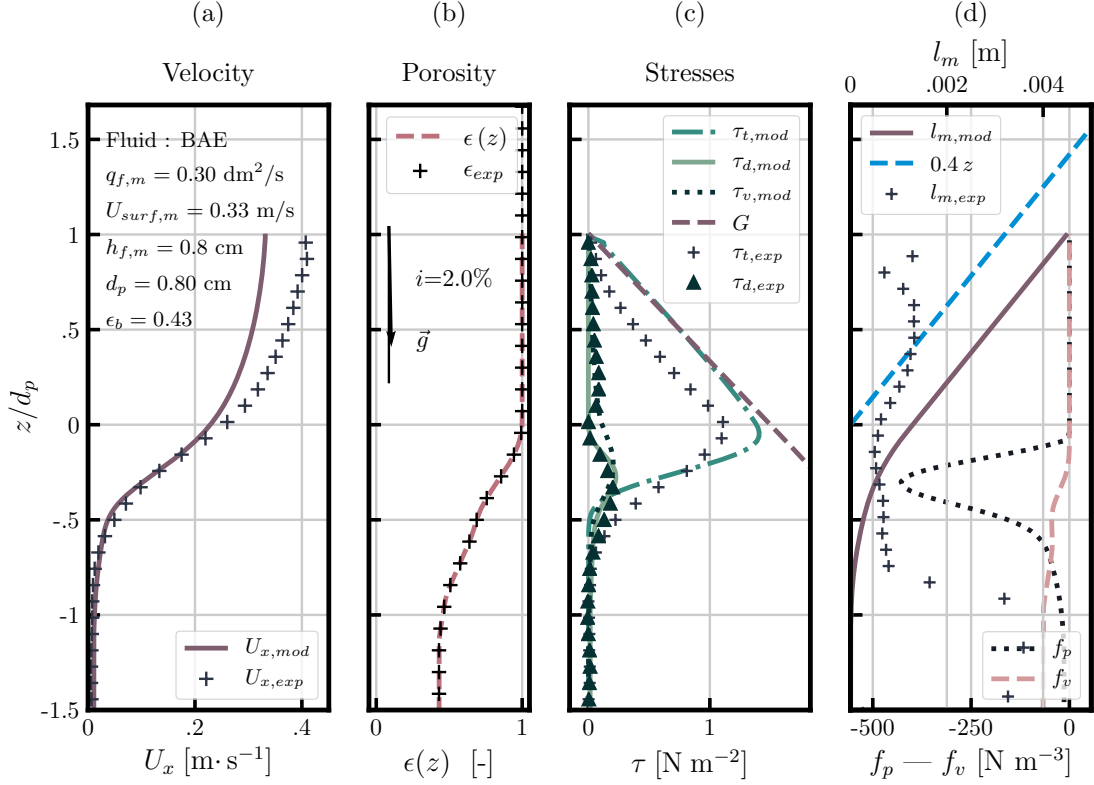 (a) (b) (c) (d)
Velocity Porosity Stresses l_m [m]
0 .002 .004
Fluid : BAE
q_{f,m} = 0.30 dm²/s
U_{surf,m} = 0.33 m/s
h_{f,m} = 0.8 cm
d_p = 0.80 cm
ϵ_b = 0.43
U_{x,mod}
U_{x,exp}
ϵ(z)
ϵ_{exp}
i=2.0%
g⃗
τ_{t,mod}
τ_{d,mod}
τ_{v,mod}
G
τ_{t,exp}
τ_{d,exp}
l_{m,mod}
0.4 z
l_{m,exp}
f_p
f_v
z/d_p
1.5
1
.5
0
-.5
-1
-1.5
0 .2 .4
0 1
0 1
-500 -250 0
U_x [m·s⁻¹]
ϵ(z) [-]
τ [N m⁻²]
f_p — f_v [N m⁻³]